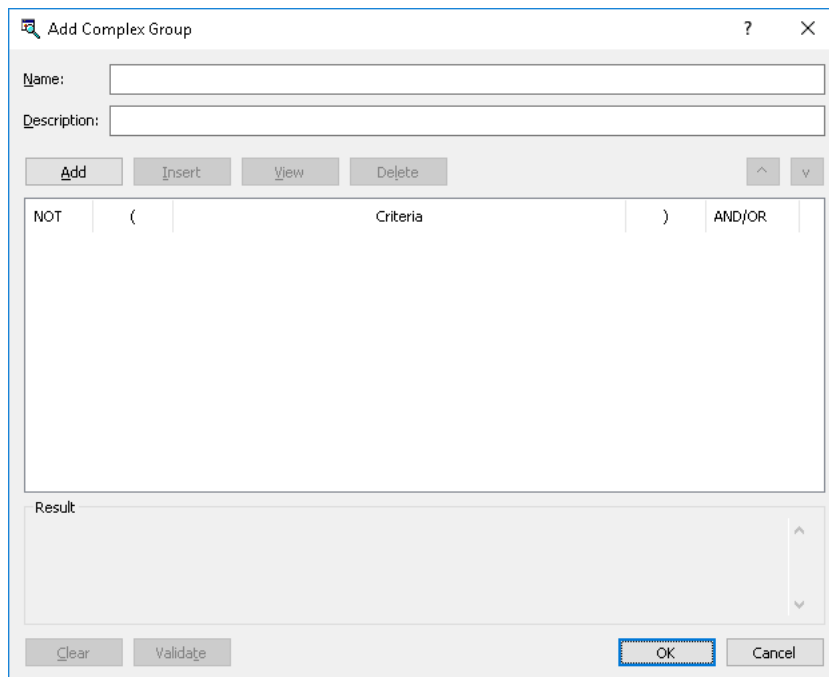 Add Complex Group ?
Name:
Description:
Add Insert View Delete ^ v
NOT ( Criteria ) AND/OR
Result
Clear Validate OK Cancel